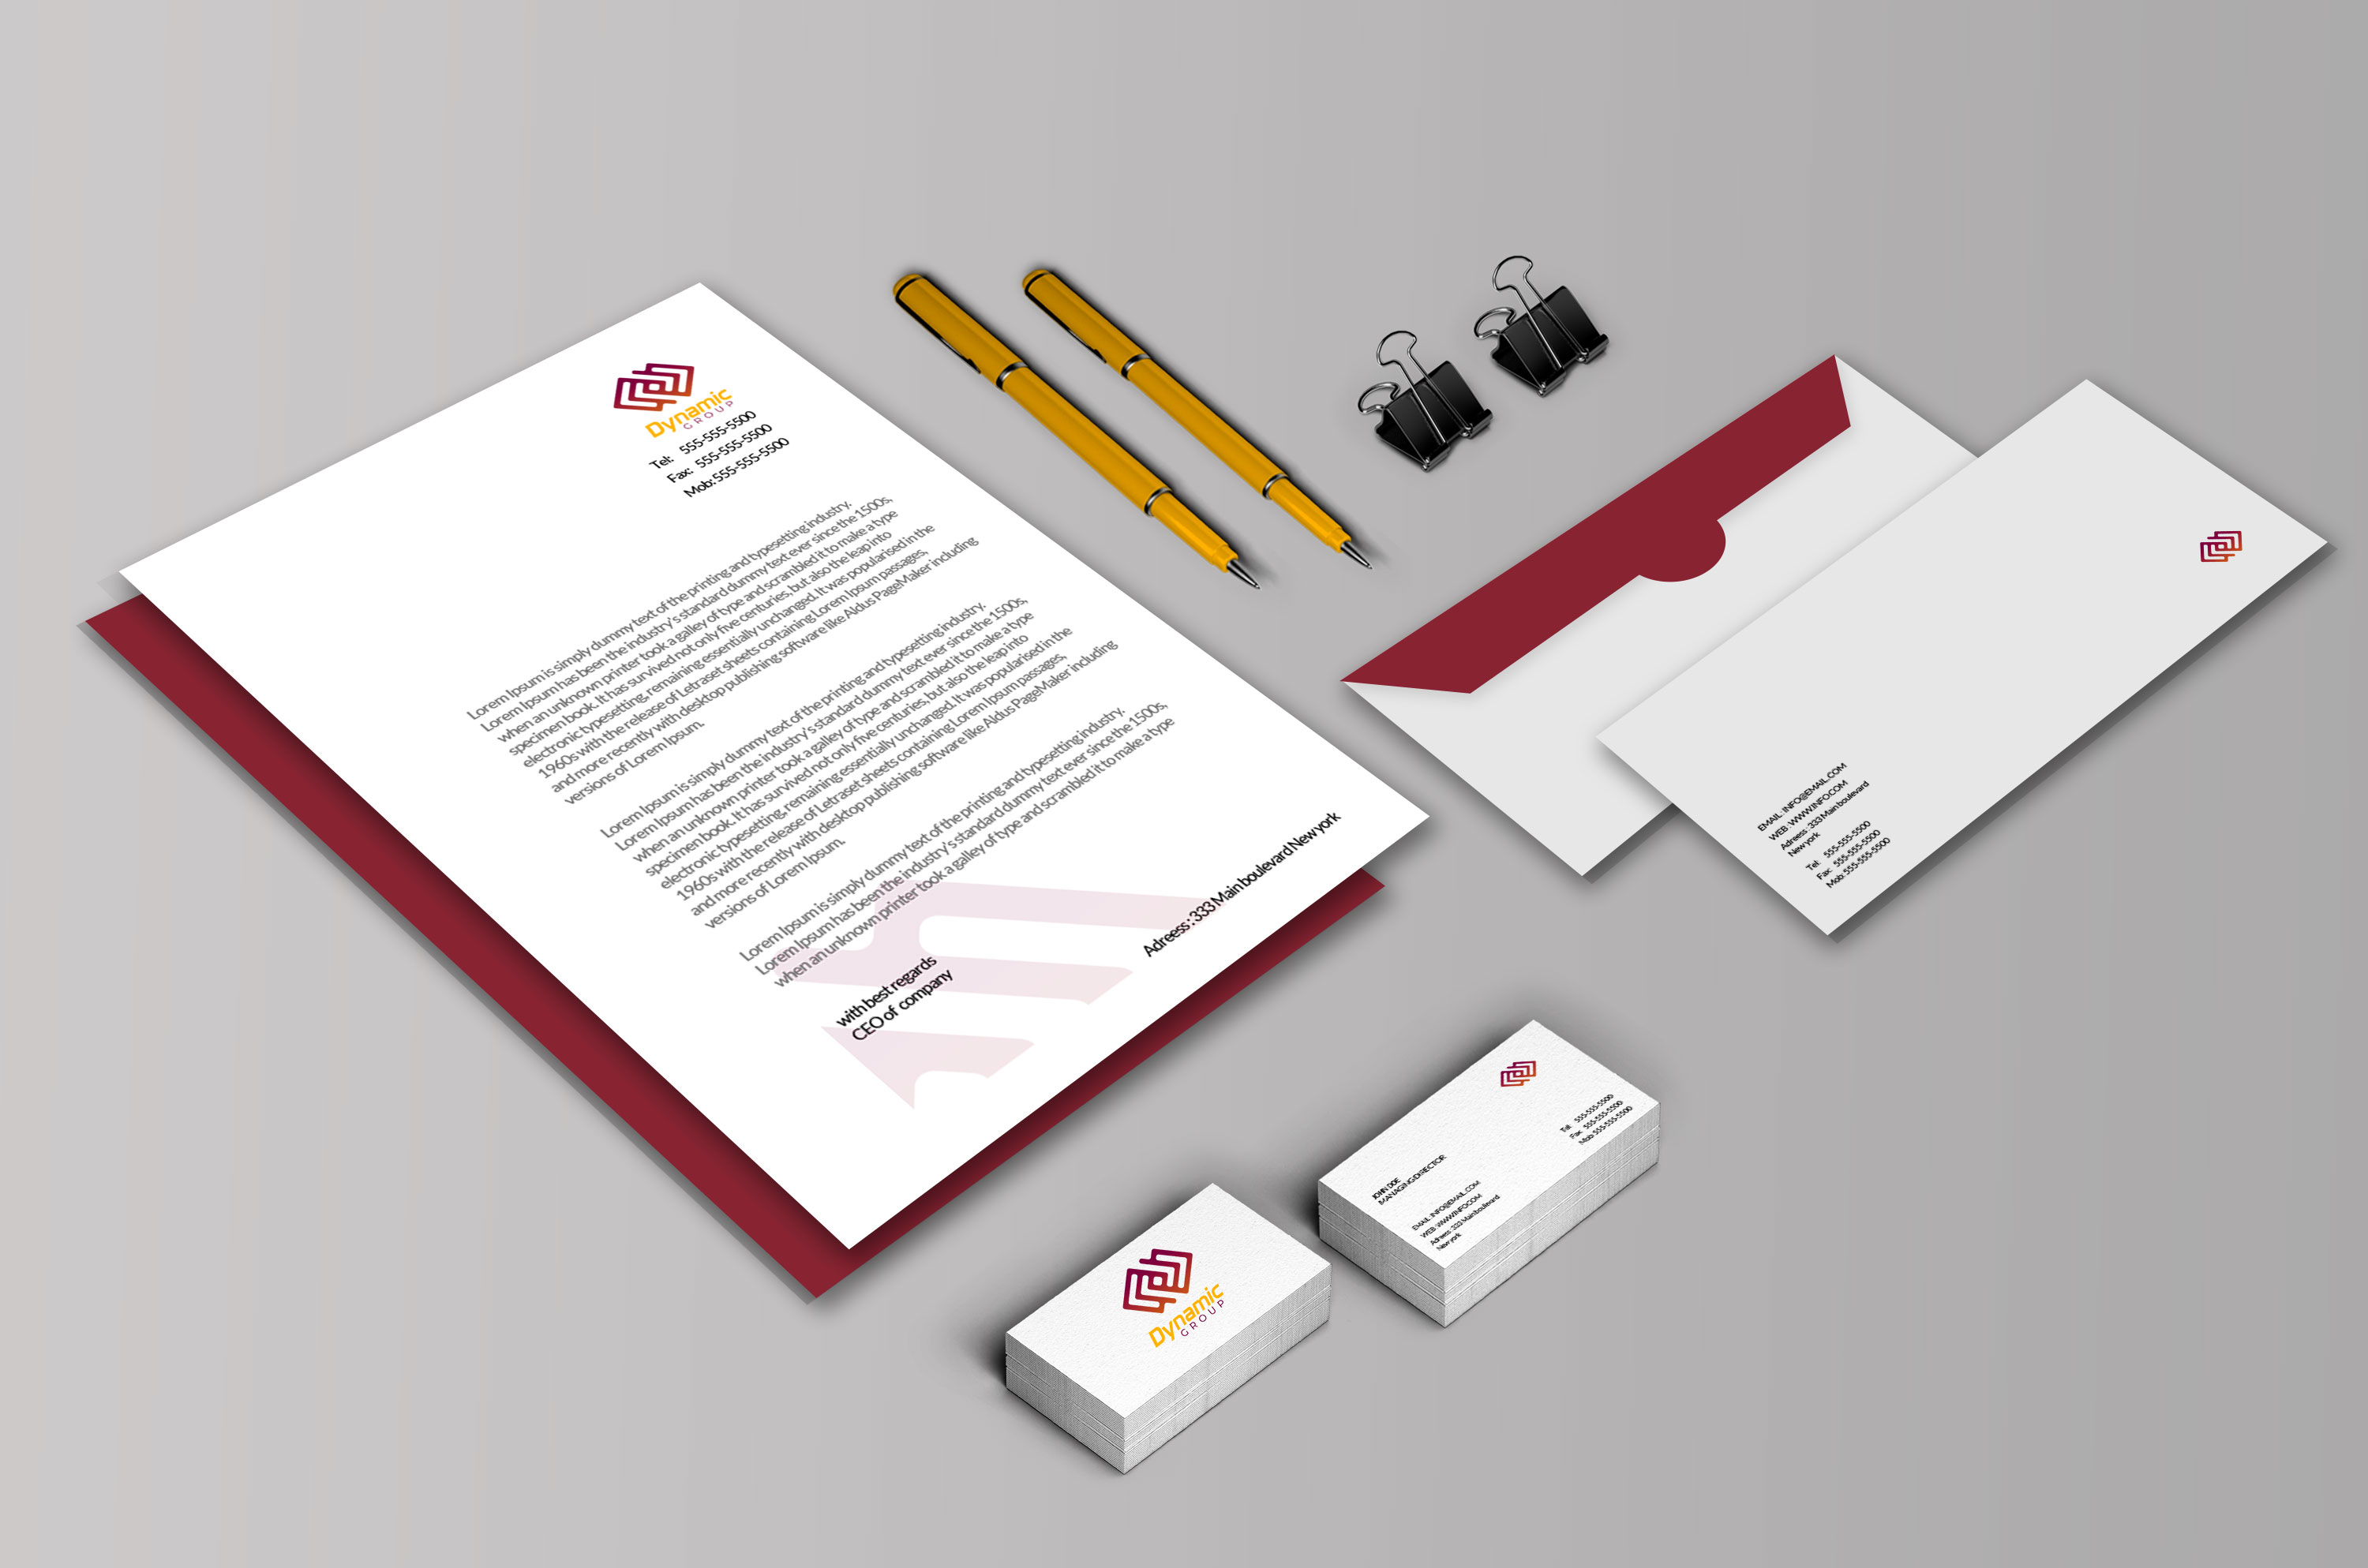 Dynamic
GROUP
Tel: 555-555-5500
Fax: 555-555-5500
Mob: 555-555-5500
Lorem Ipsum is simply dummy text of the printing and typesetting industry.
Lorem Ipsum has been the industry's standard dummy text ever since the 1500s,
when an unknown printer took a galley of type and scrambled it to make a type
specimen book. It has survived not only five centuries, but also the leap into
electronic typesetting, remaining essentially unchanged. It was popularised in the
1960s with the release of Letraset sheets containing Lorem Ipsum passages,
and more recently with desktop publishing software like Aldus PageMaker including
versions of Lorem Ipsum.
Lorem Ipsum is simply dummy text of the printing and typesetting industry.
Lorem Ipsum has been the industry's standard dummy text ever since the 1500s,
when an unknown printer took a galley of type and scrambled it to make a type
specimen book. It has survived not only five centuries, but also the leap into
electronic typesetting, remaining essentially unchanged. It was popularised in the
1960s with the release of Letraset sheets containing Lorem Ipsum passages,
and more recently with desktop publishing software like Aldus PageMaker including
versions of Lorem Ipsum.
Lorem Ipsum is simply dummy text of the printing and typesetting industry.
Lorem Ipsum has been the industry's standard dummy text ever since the 1500s,
when an unknown printer took a galley of type and scrambled it to make a type
with best regards
CEO of company
Adreess : 333 Main boulevard New york
EMAIL : INFO@EMAIL.COM
WEB : WWW.INFO.COM
Adreess : 333 Main boulevard
New york
Tel: 555-555-5500
Fax: 555-555-5500
Mob: 555-555-5500
Tel: 555-555-5500
Fax: 555-555-5500
Mob: 555-555-5500
JOHN DOE
MANAGING DIRECTOR
EMAIL : INFO@EMAIL.COM
WEB : WWW.INFO.COM
Adreess : 333 Main boulevard
New york
Dynamic
GROUP